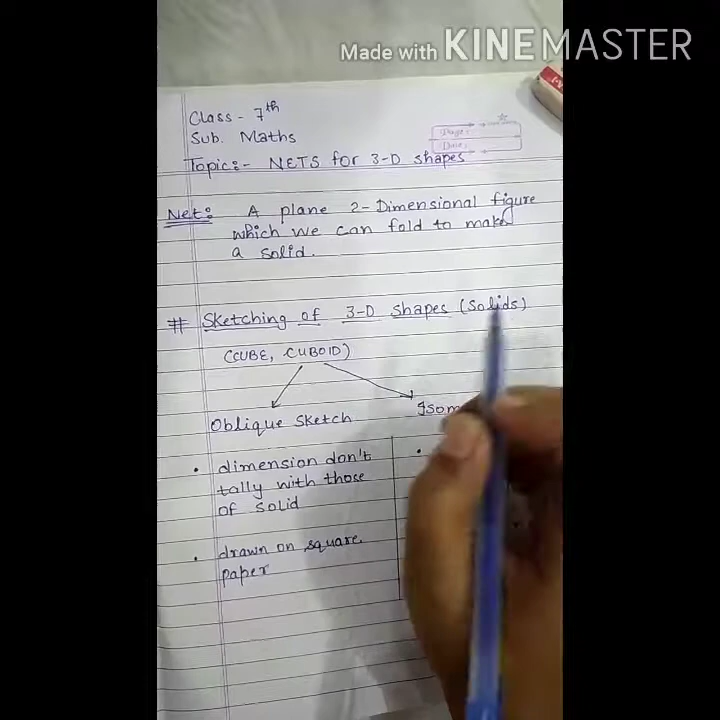 Made with KINEMASTER
Class - 7th
Sub. Maths
Page:
Date:
Topic:- NETS for 3-D shapes
Net: A plane 2-Dimensional figure
which we can fold to make
a solid.
# Sketching of 3-D shapes (Solids)
(CUBE, CUBOID)
Oblique Sketch
Isom
• dimension don't
tally with those
of solid
• drawn on square
paper